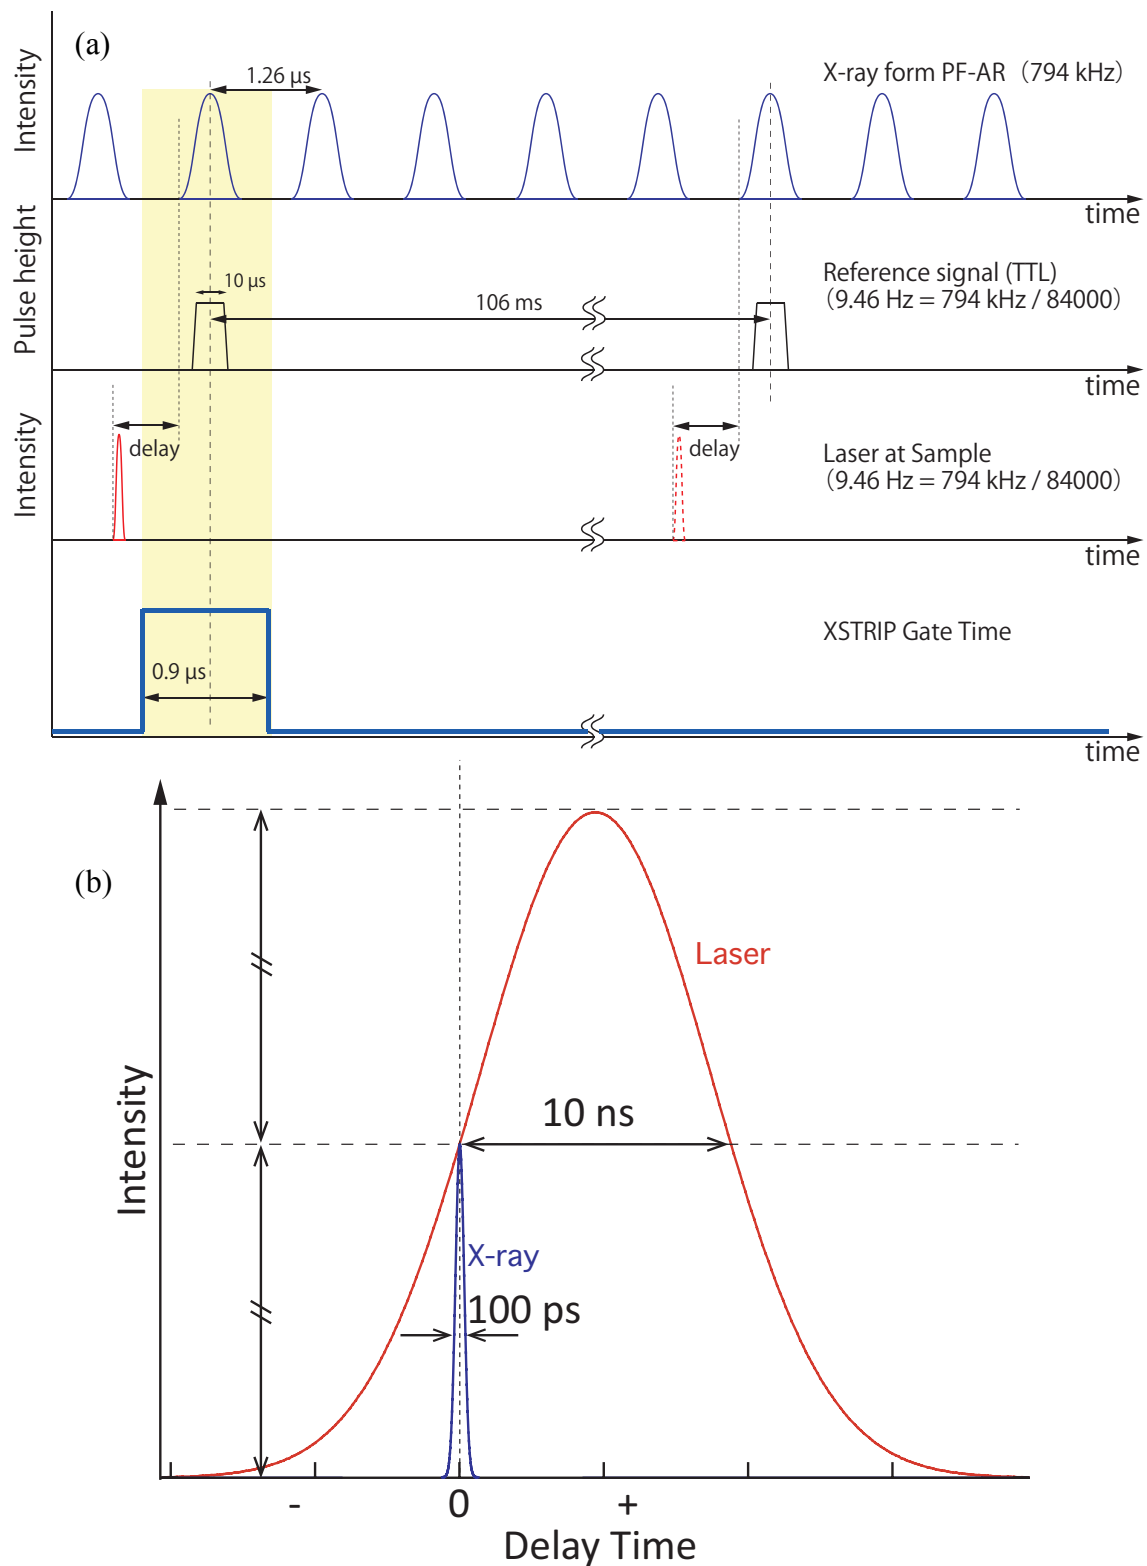 (a)
Intensity
1.26 μs
X-ray form PF-AR (794 kHz)
time
Pulse height
10 μs
106 ms
Reference signal (TTL)
(9.46 Hz = 794 kHz / 84000)
time
Intensity
delay
delay
Laser at Sample
(9.46 Hz = 794 kHz / 84000)
time
0.9 μs
XSTRIP Gate Time
time
(b)
Intensity
Laser
10 ns
X-ray
100 ps
- 0 +
Delay Time